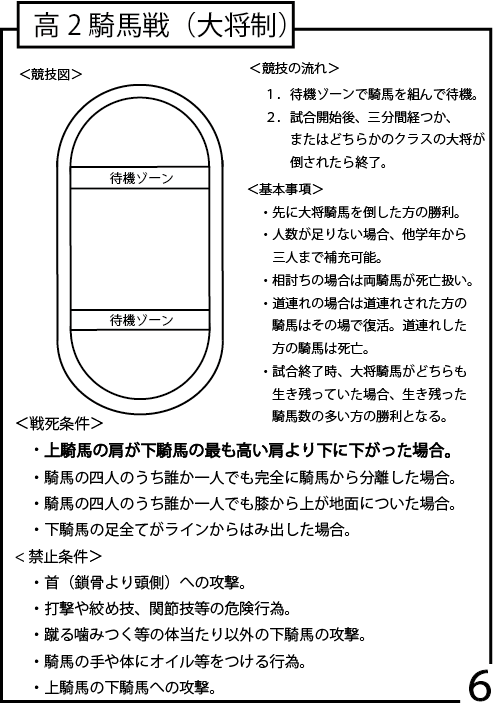 高２騎馬戦（大将制）
＜競技図＞
待機ゾーン
待機ゾーン
＜競技の流れ＞
１．待機ゾーンで騎馬を組んで待機。
２．試合開始後、三分間経つか、
またはどちらかのクラスの大将が
倒されたら終了。
＜基本事項＞
・先に大将騎馬を倒した方の勝利。
・人数が足りない場合、他学年から
三人まで補充可能。
・相討ちの場合は両騎馬が死亡扱い。
・道連れの場合は道連れされた方の
騎馬はその場で復活。道連れした
方の騎馬は死亡。
・試合終了時、大将騎馬がどちらも
生き残っていた場合、生き残った
騎馬数の多い方の勝利となる。
＜戦死条件＞
・上騎馬の肩が下騎馬の最も高い肩より下に下がった場合。
・騎馬の四人のうち誰か一人でも完全に騎馬から分離した場合。
・騎馬の四人のうち誰か一人でも膝から上が地面についた場合。
・下騎馬の足全てがラインからはみ出した場合。
＜禁止条件＞
・首（鎖骨より頭側）への攻撃。
・打撃や絞め技、関節技等の危険行為。
・蹴る噛みつく等の体当たり以外の下騎馬の攻撃。
・騎馬の手や体にオイル等をつける行為。
・上騎馬の下騎馬への攻撃。
6